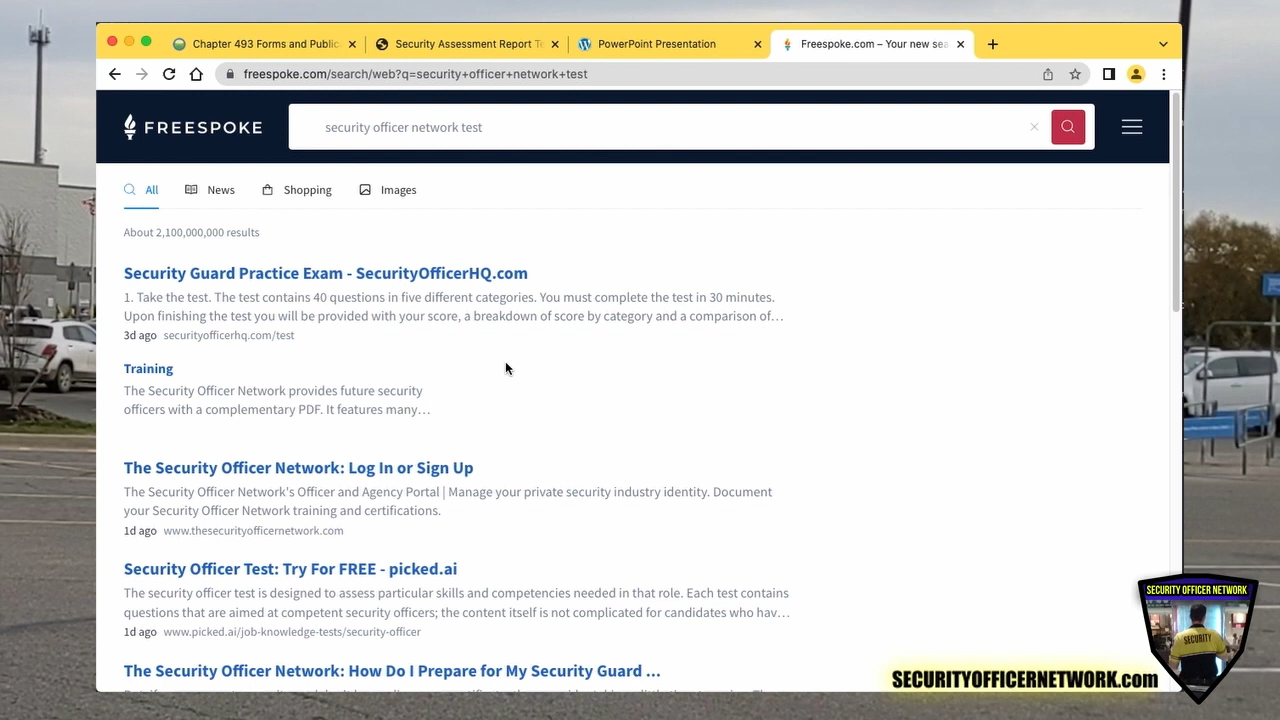 Chapter 493 Forms and Public
Security Assessment Report Te
PowerPoint Presentation
Freespoke.com – Your new sea
freespoke.com/search/web?q=security+officer+network+test
FREESPOKE
security officer network test
All
News
Shopping
Images
About 2,100,000,000 results
Security Guard Practice Exam - SecurityOfficerHQ.com
1. Take the test. The test contains 40 questions in five different categories. You must complete the test in 30 minutes.
Upon finishing the test you will be provided with your score, a breakdown of score by category and a comparison of…
3d ago securityofficerhq.com/test
Training
The Security Officer Network provides future security
officers with a complementary PDF. It features many…
The Security Officer Network: Log In or Sign Up
The Security Officer Network's Officer and Agency Portal | Manage your private security industry identity. Document
your Security Officer Network training and certifications.
1d ago www.thesecurityofficernetwork.com
Security Officer Test: Try For FREE - picked.ai
The security officer test is designed to assess particular skills and competencies needed in that role. Each test contains
questions that are aimed at competent security officers; the content itself is not complicated for candidates who hav…
1d ago www.picked.ai/job-knowledge-tests/security-officer
The Security Officer Network: How Do I Prepare for My Security Guard ...
SECURITY OFFICER NETWORK
SECURITY
SECURITYOFFICERNETWORK.com